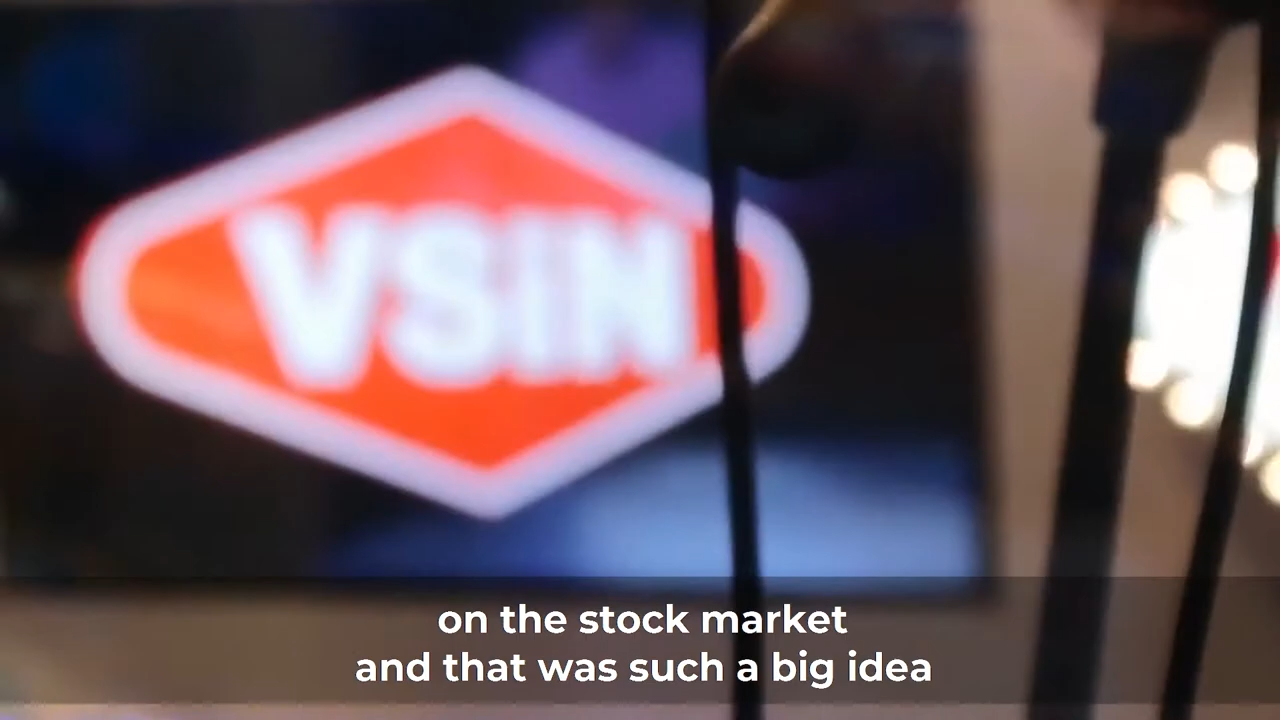 VSIN
on the stock market
and that was such a big idea